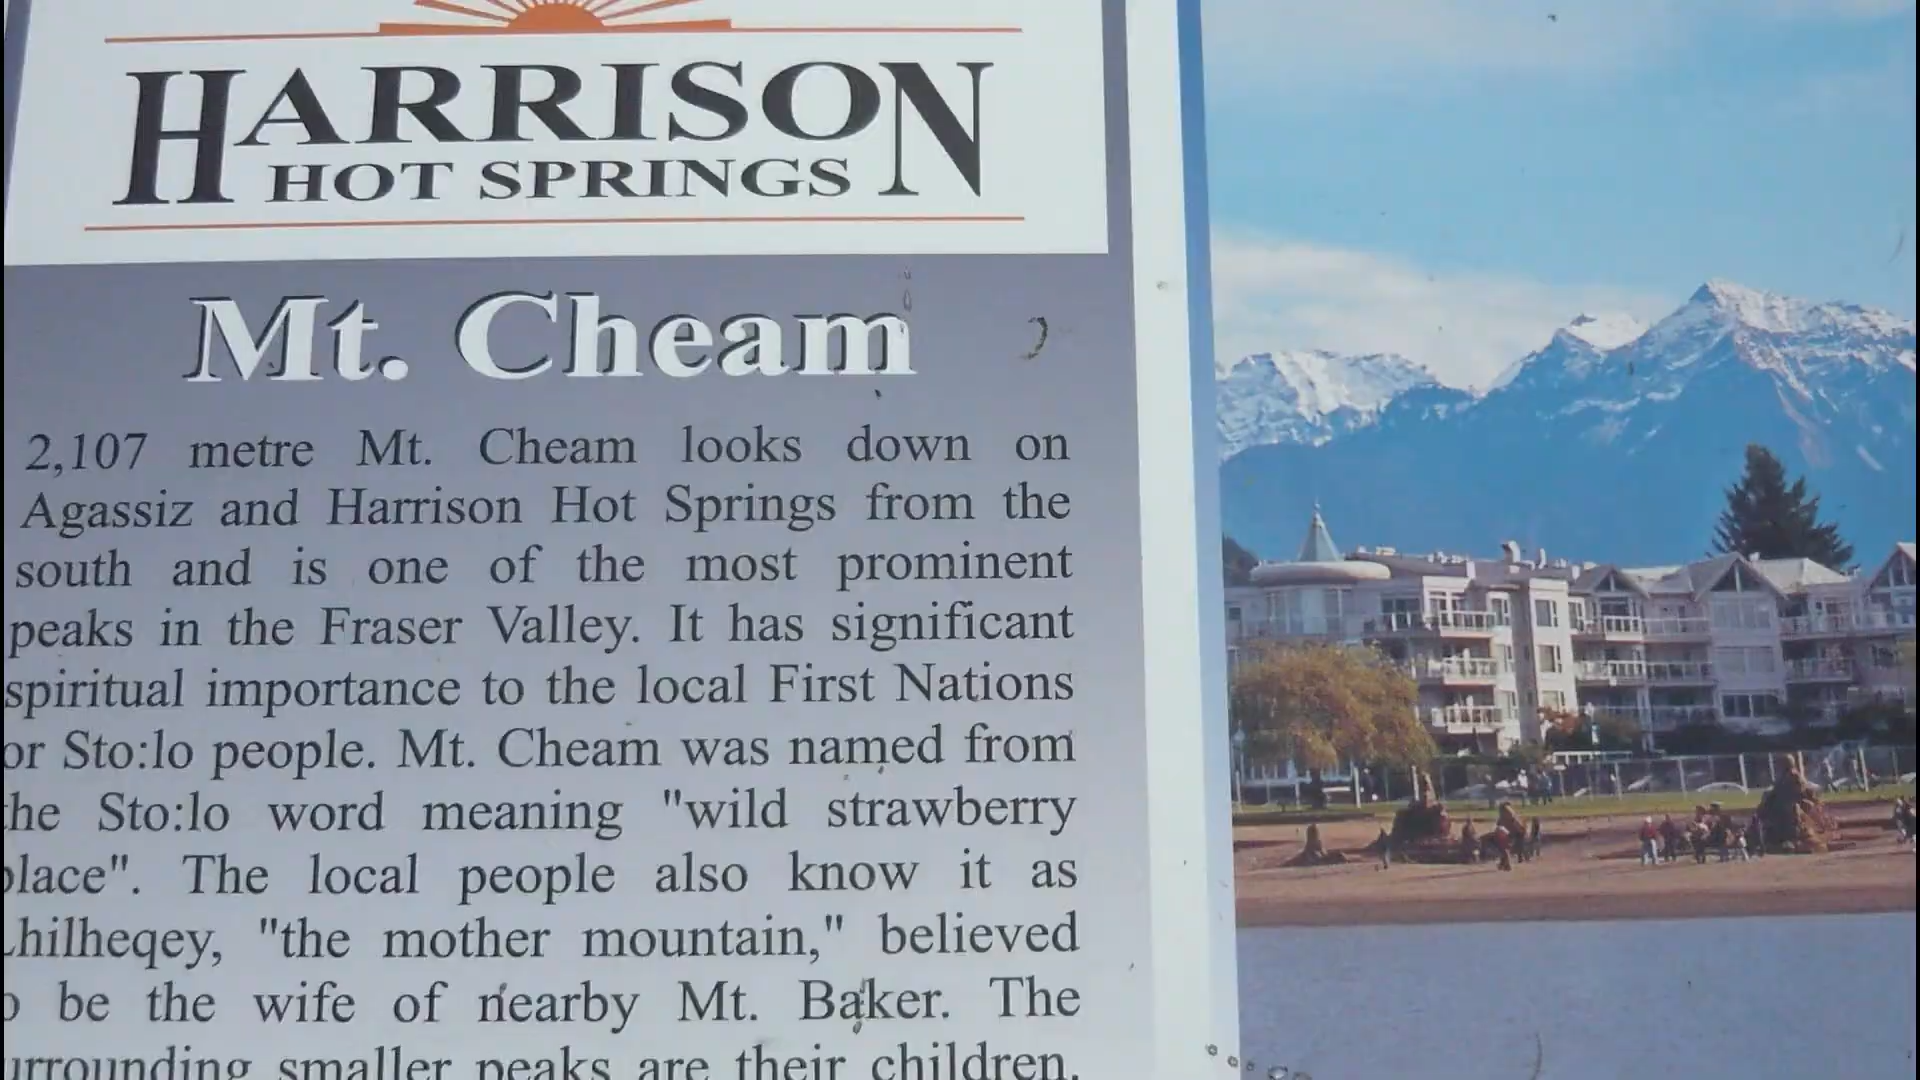 HARRISON
HOT SPRINGS
Mt. Cheam
2,107 metre Mt. Cheam looks down on
Agassiz and Harrison Hot Springs from the
south and is one of the most prominent
peaks in the Fraser Valley. It has significant
spiritual importance to the local First Nations
or Sto:lo people. Mt. Cheam was named from
the Sto:lo word meaning "wild strawberry
place". The local people also know it as
hilheqey, "the mother mountain," believed
be the wife of nearby Mt. Baker. The
urrounding smaller peaks are their children.